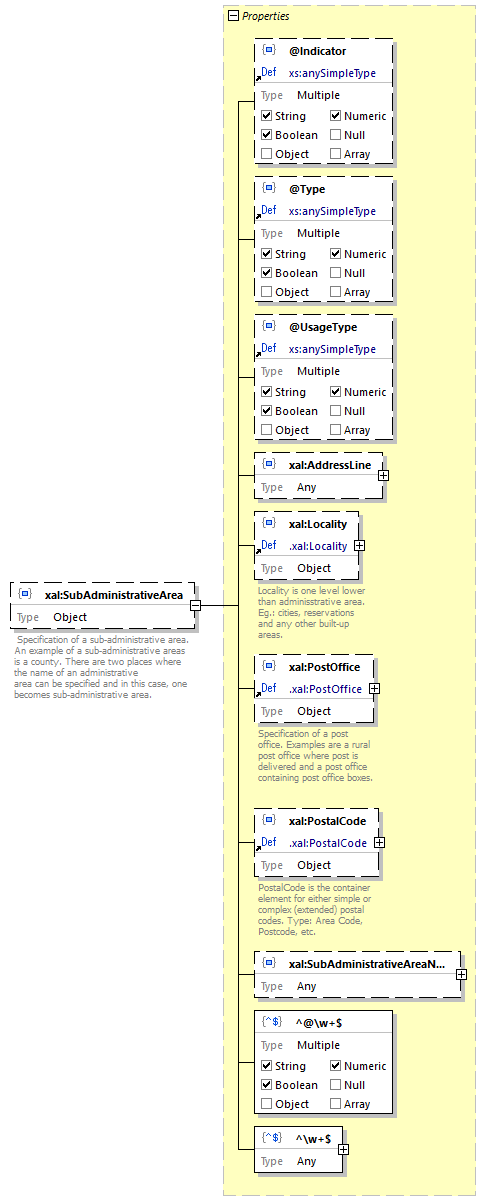 Properties
@Indicator
Def xs:anySimpleType
Type Multiple
String Numeric
Boolean Null
Object Array
@Type
Def xs:anySimpleType
Type Multiple
String Numeric
Boolean Null
Object Array
@UsageType
Def xs:anySimpleType
Type Multiple
String Numeric
Boolean Null
Object Array
xal:AddressLine
Type Any
xal:Locality
Def .xal:Locality
Type Object
Locality is one level lower
than adminisstrative area.
Eg.: cities, reservations
and any other built-up
areas.
xal:SubAdministrativeArea
Type Object
Specification of a sub-administrative area.
An example of a sub-administrative areas
is a county. There are two places where
the name of an administrative
area can be specified and in this case, one
becomes sub-administrative area.
xal:PostOffice
Def .xal:PostOffice
Type Object
Specification of a post
office. Examples are a rural
post office where post is
delivered and a post office
containing post office boxes.
xal:PostalCode
Def .xal:PostalCode
Type Object
PostalCode is the container
element for either simple or
complex (extended) postal
codes. Type: Area Code,
Postcode, etc.
xal:SubAdministrativeAreaN...
Type Any
{^$} ^@\w+$
Type Multiple
String Numeric
Boolean Null
Object Array
{^$} ^\w+$
Type Any